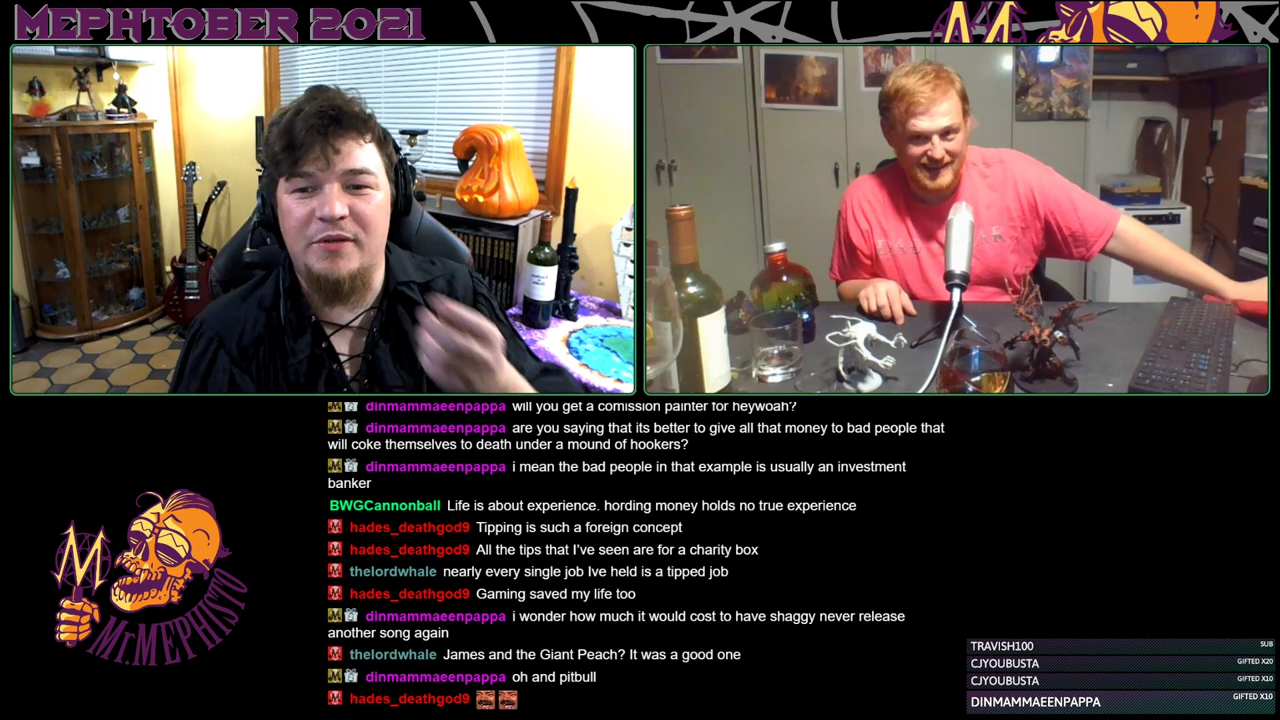 MEPHTOBER 2021
dinmammaeenpappa will you get a comission painter for heywoah?
dinmammaeenpappa are you saying that its better to give all that money to bad people that
will coke themselves to death under a mound of hookers?
dinmammaeenpappa i mean the bad people in that example is usually an investment
banker
BWGCannonball Life is about experience. hording money holds no true experience
hades_deathgod9 Tipping is such a foreign concept
hades_deathgod9 All the tips that I've seen are for a charity box
thelordwhale nearly every single job Ive held is a tipped job
hades_deathgod9 Gaming saved my life too
dinmammaeenpappa i wonder how much it would cost to have shaggy never release
another song again
thelordwhale James and the Giant Peach? It was a good one
dinmammaeenpappa oh and pitbull
hades_deathgod9
M
Mr.MEPHISTO
TRAVISH100 SUB
CJYOUBUSTA GIFTED X20
CJYOUBUSTA GIFTED X10
DINMAMMAEENPAPPA GIFTED X10